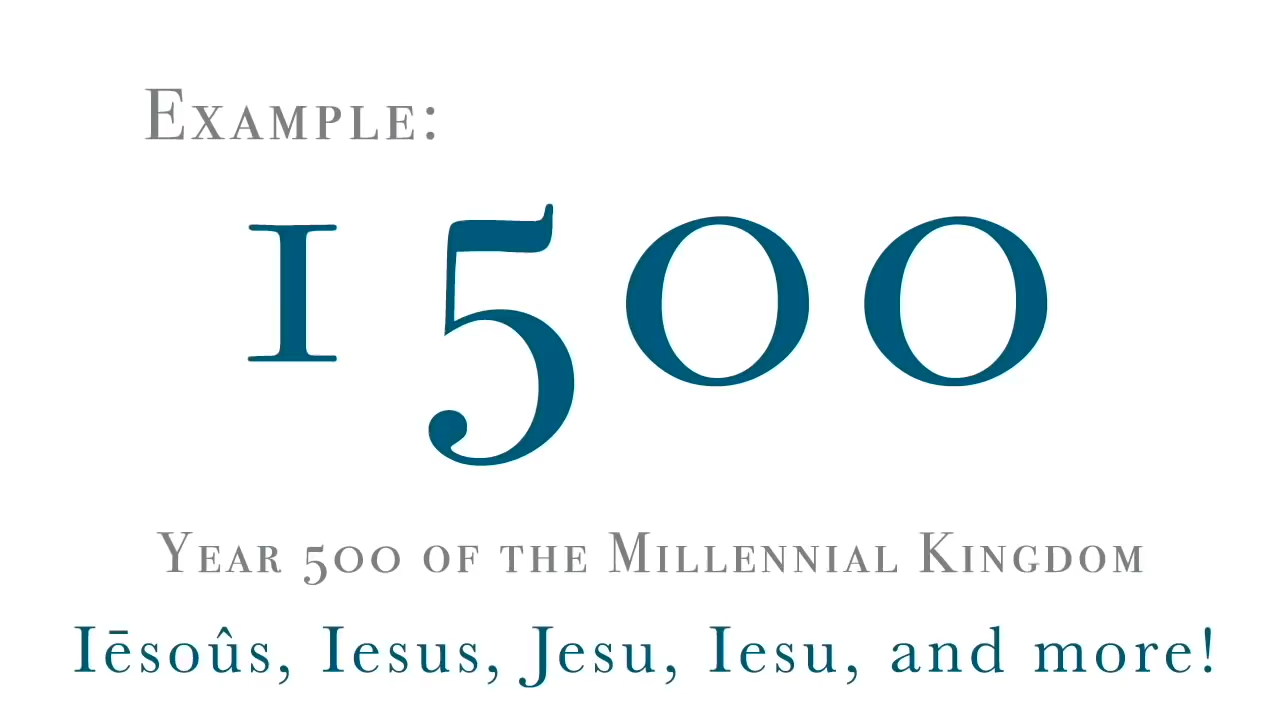 Example:
1500
Year 500 of the Millennial Kingdom
Iēsoûs, Iesus, Jesu, Iesu, and more!